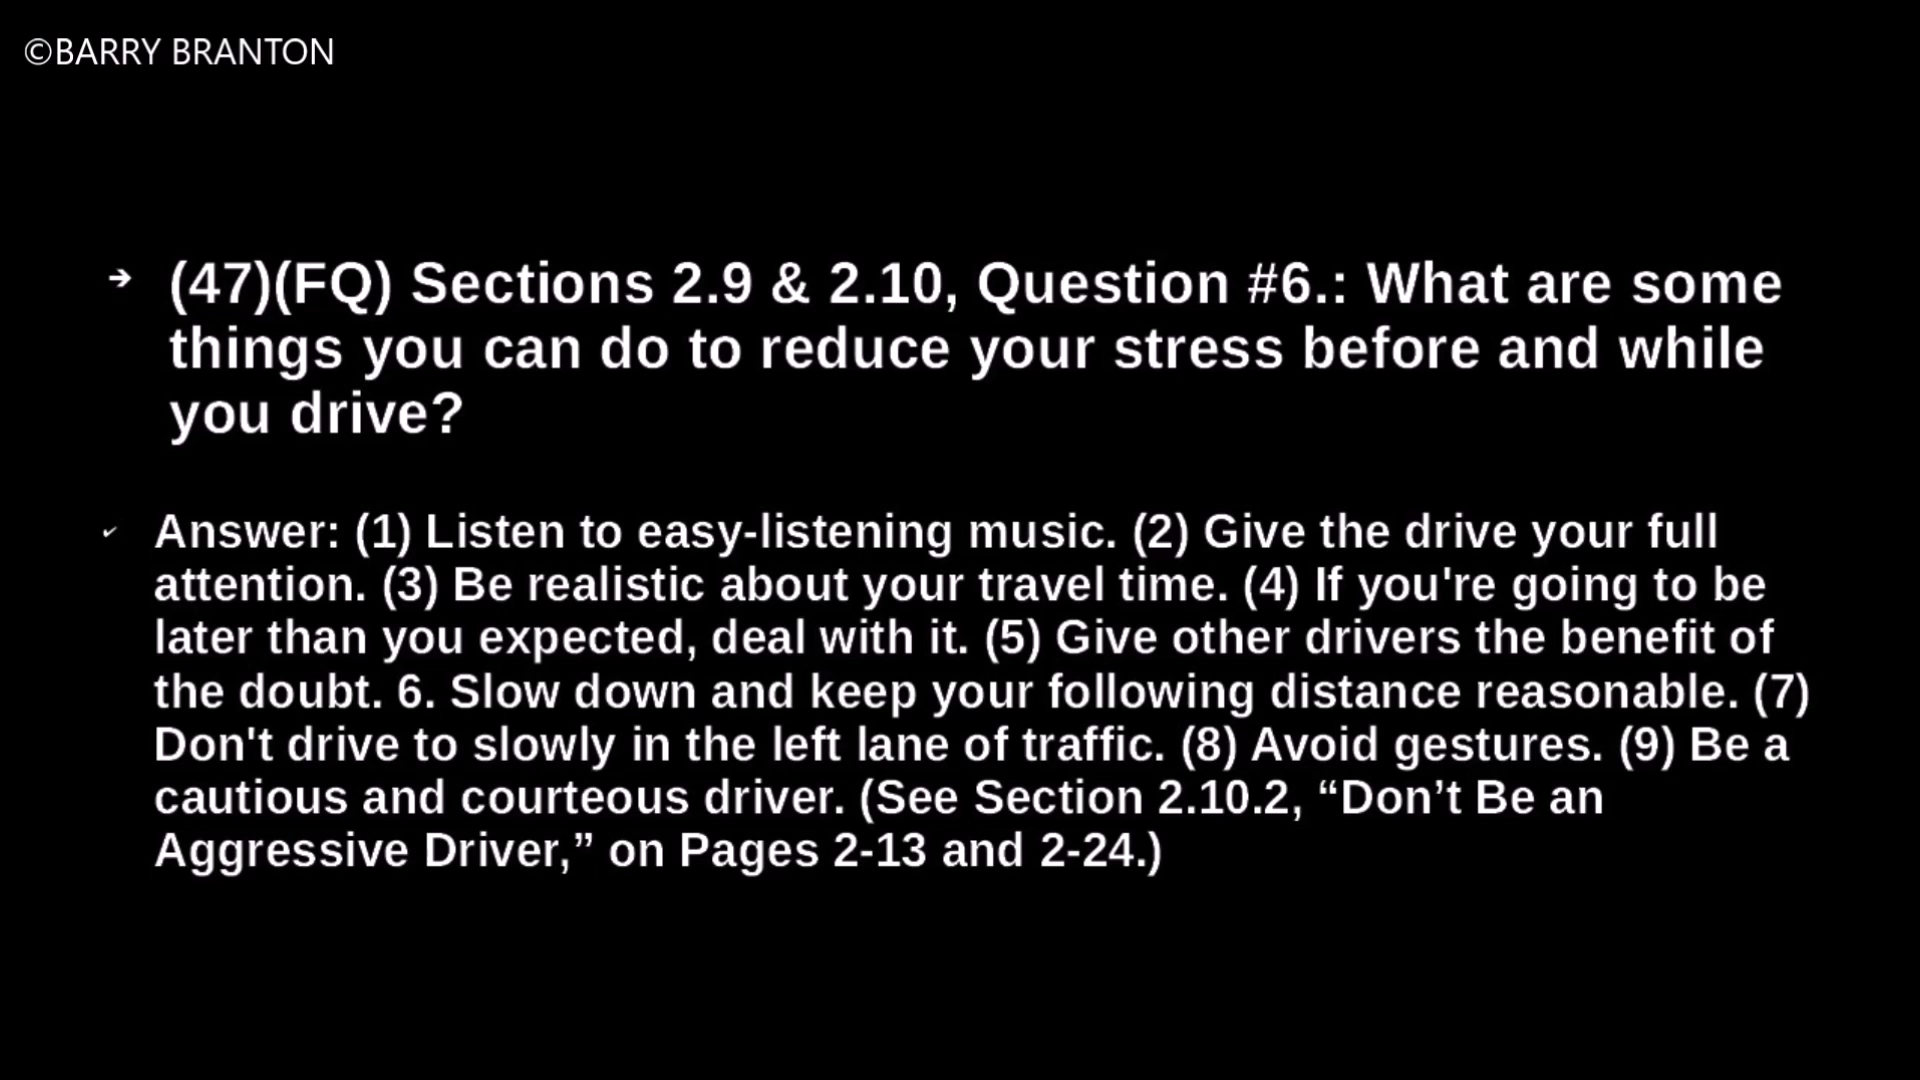 ©BARRY BRANTON
➔ (47)(FQ) Sections 2.9 & 2.10, Question #6.: What are some
things you can do to reduce your stress before and while
you drive?
✔ Answer: (1) Listen to easy-listening music. (2) Give the drive your full
attention. (3) Be realistic about your travel time. (4) If you're going to be
later than you expected, deal with it. (5) Give other drivers the benefit of
the doubt. 6. Slow down and keep your following distance reasonable. (7)
Don't drive to slowly in the left lane of traffic. (8) Avoid gestures. (9) Be a
cautious and courteous driver. (See Section 2.10.2, “Don’t Be an
Aggressive Driver,” on Pages 2-13 and 2-24.)